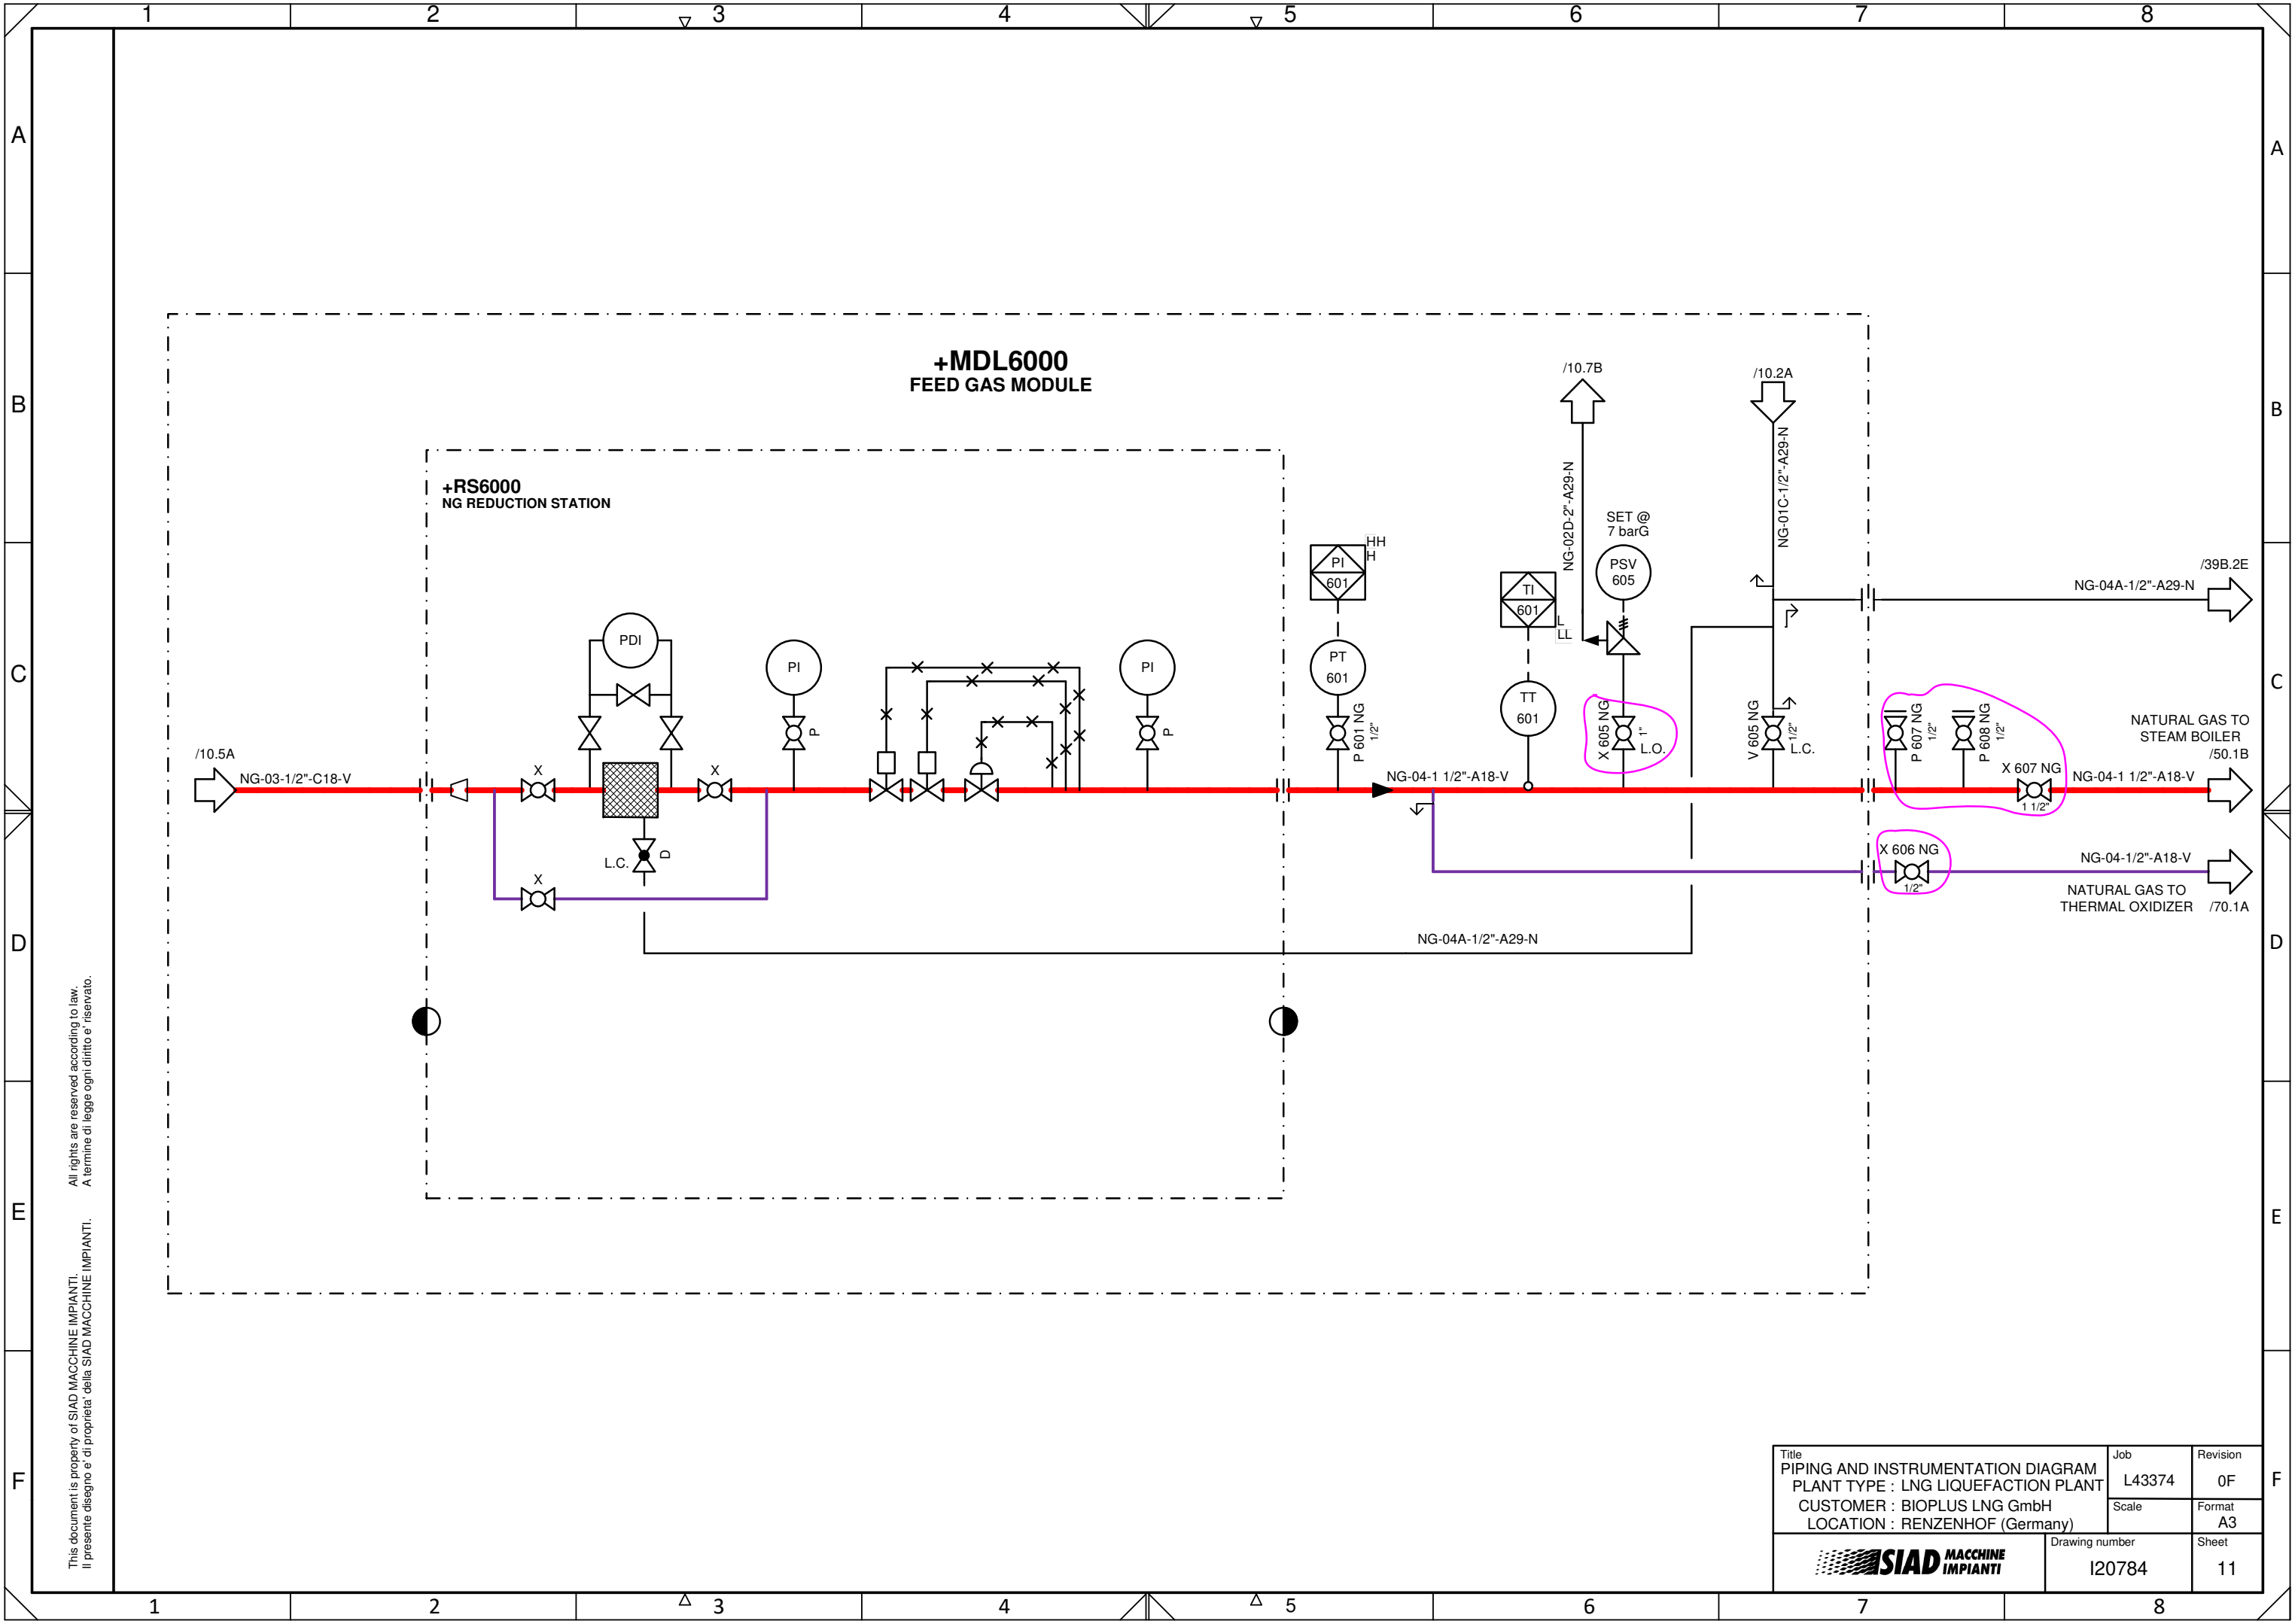 1 2 3 4 5 6 7 8
A A
B B
C C
D D
E E
F F
+MDL6000
FEED GAS MODULE
+RS6000
NG REDUCTION STATION
/10.7B
/10.2A
NG-02D-2"-A29-N
NG-01C-1/2"-A29-N
SET @
7 barG
PSV
605
HH
H
PI
601
TI
601
L
LL
/39B.2E
NG-04A-1/2"-A29-N
PDI
PI
PI
PT
601
TT
601
P
P
P 601 NG
1/2"
X 605 NG
1"
L.O.
V 605 NG
1/2"
L.C.
P 607 NG
1/2"
P 608 NG
1/2"
NATURAL GAS TO
STEAM BOILER
/50.1B
/10.5A
NG-03-1/2"-C18-V
X
X
NG-04-1 1/2"-A18-V
X 607 NG
1 1/2"
NG-04-1 1/2"-A18-V
L.C.
D
X
X 606 NG
1/2"
NG-04-1/2"-A18-V
NATURAL GAS TO
THERMAL OXIDIZER
/70.1A
NG-04A-1/2"-A29-N
All rights are reserved according to law.
A termine di legge ogni diritto e' riservato.
This document is property of SIAD MACCHINE IMPIANTI.
Il presente disegno e' di proprieta' della SIAD MACCHINE IMPIANTI.
Title
PIPING AND INSTRUMENTATION DIAGRAM
PLANT TYPE : LNG LIQUEFACTION PLANT
CUSTOMER : BIOPLUS LNG GmbH
LOCATION : RENZENHOF (Germany)
Job
L43374
Revision
0F
Scale
Format
A3
SIAD MACCHINE
IMPIANTI
Drawing number
I20784
Sheet
11
1 2 3 4 5 6 7 8